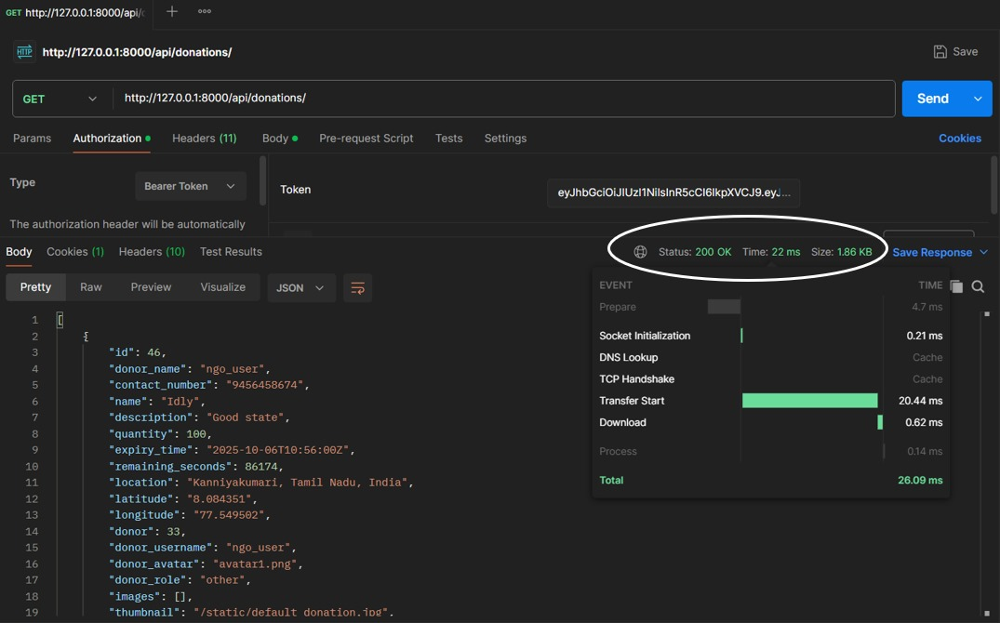 GET http://127.0.0.1:8000/api/
http://127.0.0.1:8000/api/donations/
Save
GET
http://127.0.0.1:8000/api/donations/
Send
Params Authorization Headers (11) Body Pre-request Script Tests Settings Cookies
Type
Bearer Token
Token
eyJhbGciOiJIUzI1NiIsInR5cCI6IkpXVCJ9.eyJ...
The authorization header will be automatically
Body Cookies (1) Headers (10) Test Results
Status: 200 OK Time: 22 ms Size: 1.86 KB
Save Response
Pretty Raw Preview Visualize JSON
EVENT TIME
Prepare 4.7 ms
Socket Initialization 0.21 ms
DNS Lookup Cache
TCP Handshake Cache
Transfer Start 20.44 ms
Download 0.62 ms
Process 0.14 ms
Total 26.09 ms
1 [
2 {
3 "id": 46,
4 "donor_name": "ngo_user",
5 "contact_number": "9456458674",
6 "name": "Idly",
7 "description": "Good state",
8 "quantity": 100,
9 "expiry_time": "2025-10-06T10:56:00Z",
10 "remaining_seconds": 86174,
11 "location": "Kanniyakumari, Tamil Nadu, India",
12 "latitude": "8.084351",
13 "longitude": "77.549502",
14 "donor": 33,
15 "donor_username": "ngo_user",
16 "donor_avatar": "avatar1.png",
17 "donor_role": "other",
18 "images": [],
19 "thumbnail": "/static/default_donation.jpg",